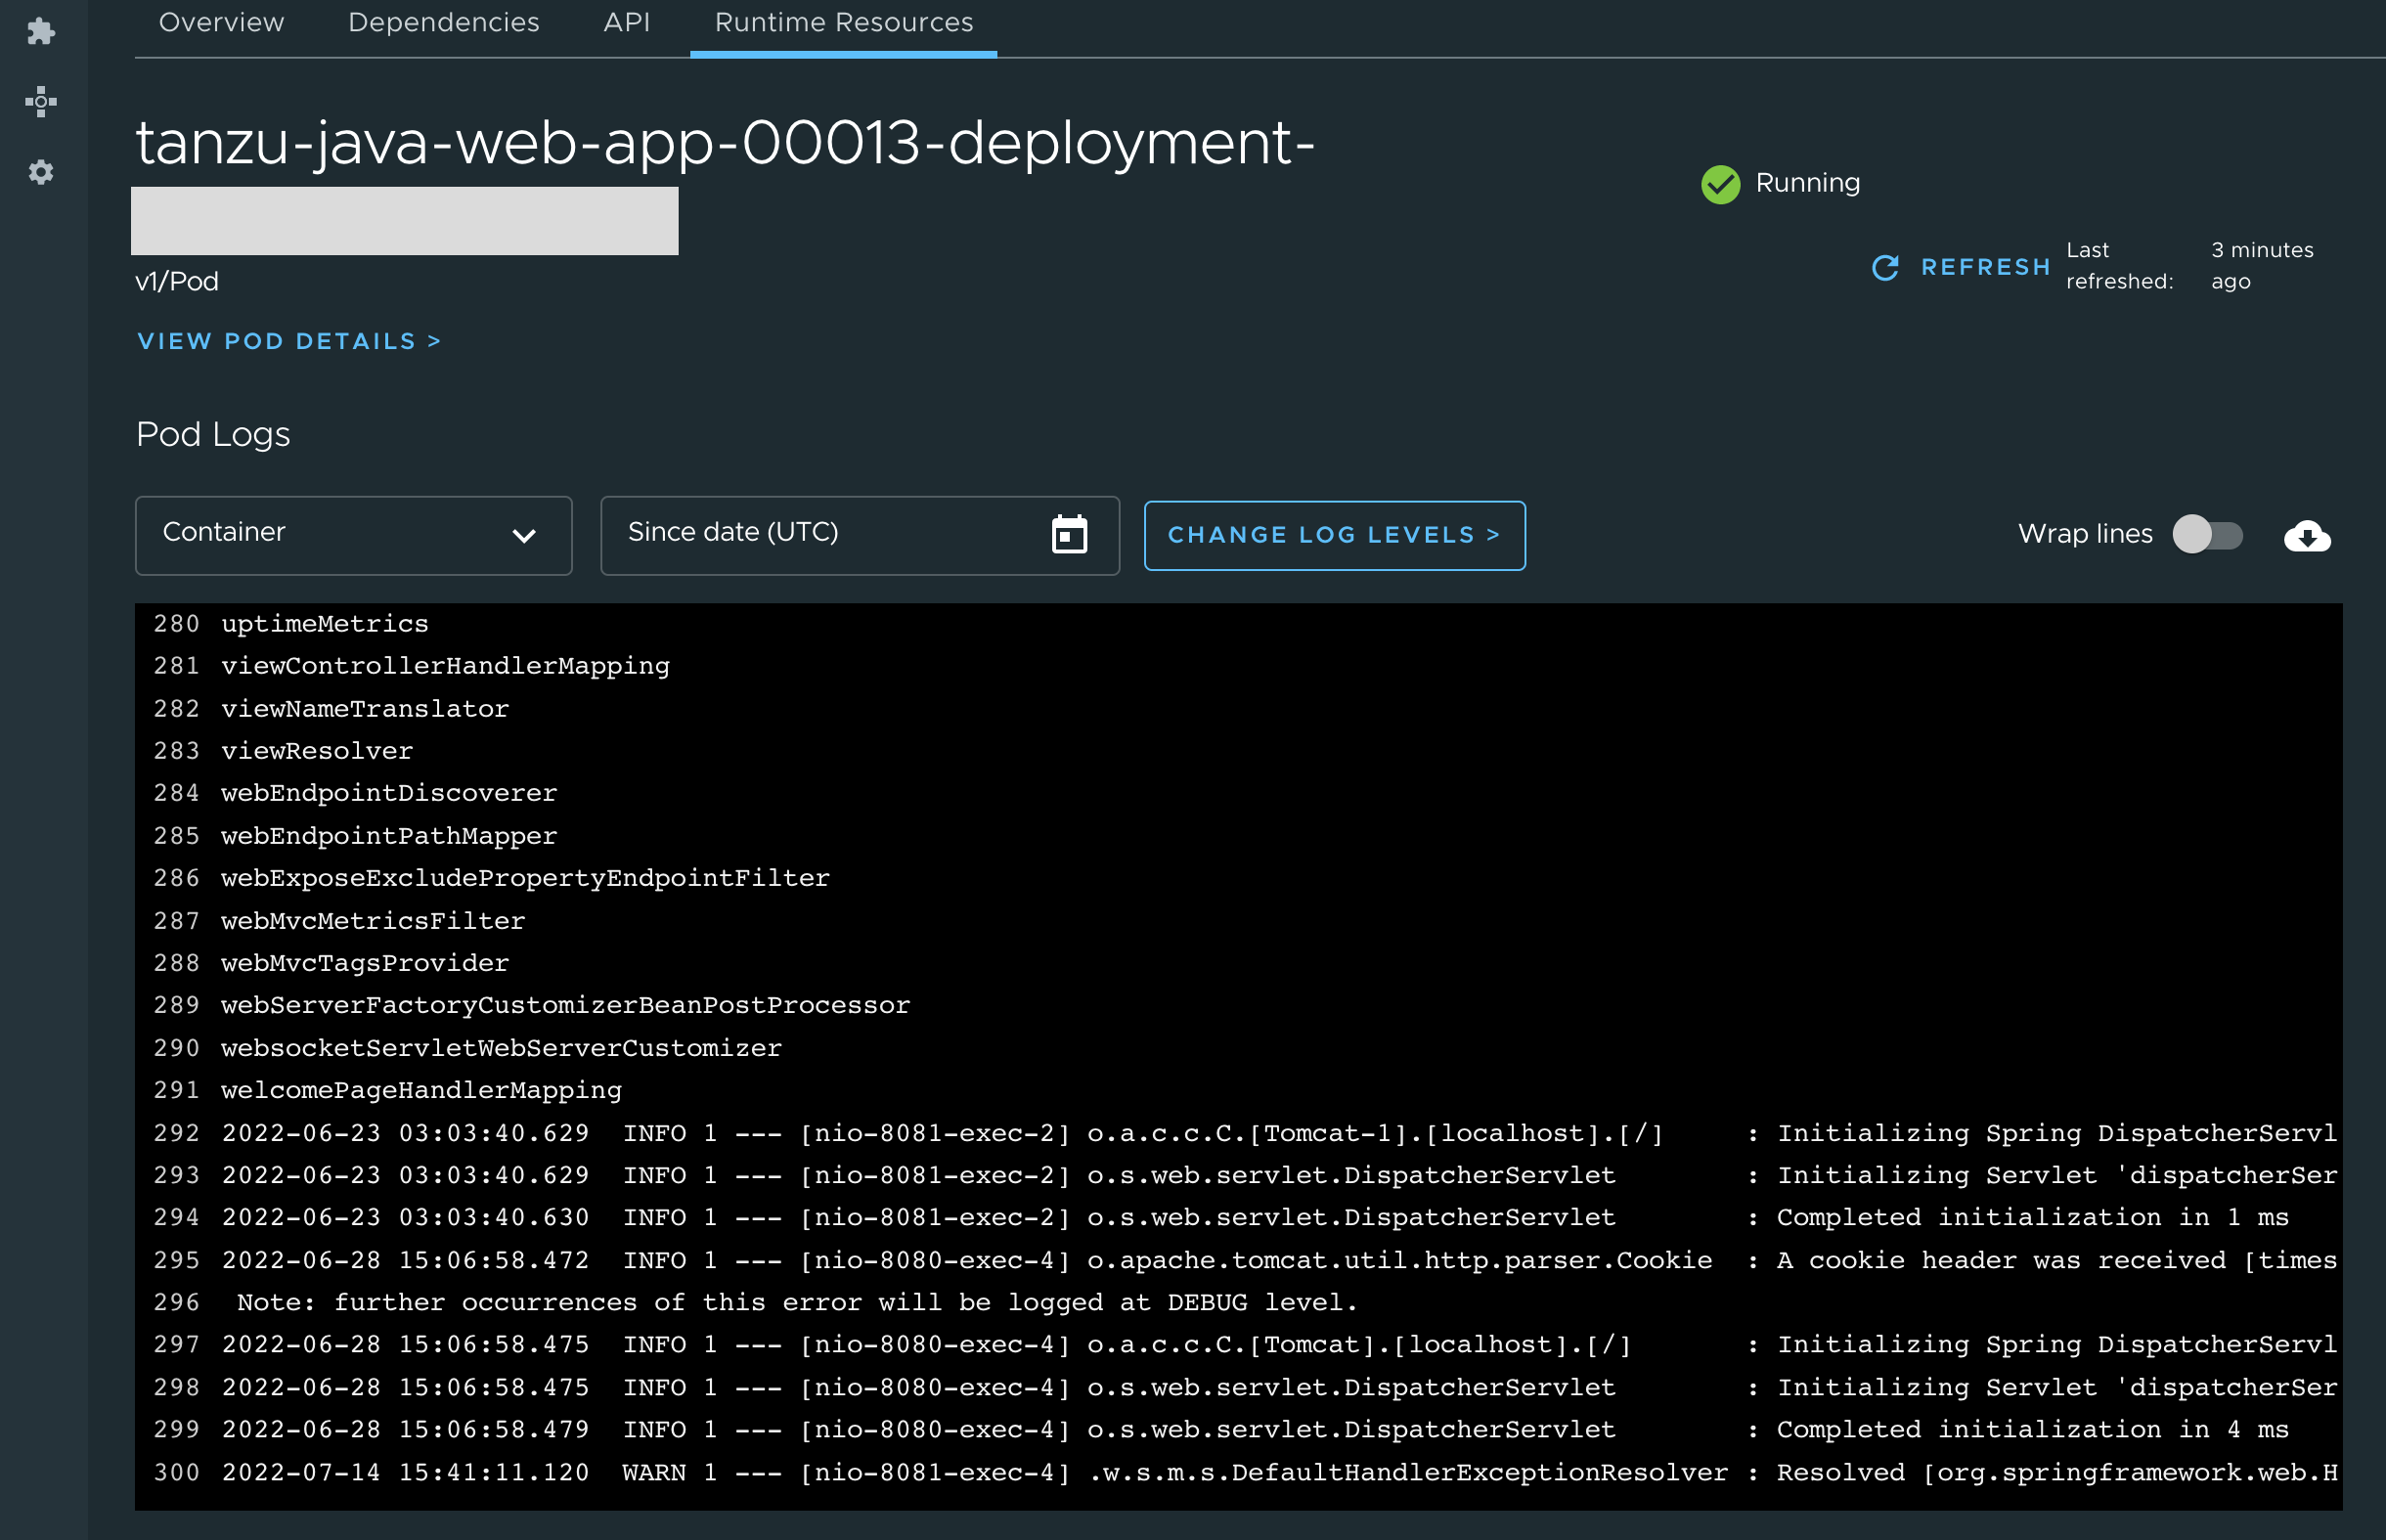 Overview Dependencies API Runtime Resources
tanzu-java-web-app-00013-deployment-
Running
REFRESH Last refreshed: 3 minutes ago
v1/Pod
VIEW POD DETAILS >
Pod Logs
Container Since date (UTC) CHANGE LOG LEVELS > Wrap lines
280 uptimeMetrics
281 viewControllerHandlerMapping
282 viewNameTranslator
283 viewResolver
284 webEndpointDiscoverer
285 webEndpointPathMapper
286 webExposeExcludePropertyEndpointFilter
287 webMvcMetricsFilter
288 webMvcTagsProvider
289 webServerFactoryCustomizerBeanPostProcessor
290 websocketServletWebServerCustomizer
291 welcomePageHandlerMapping
292 2022-06-23 03:03:40.629  INFO 1 --- [nio-8081-exec-2] o.a.c.c.C.[Tomcat-1].[localhost].[/]     : Initializing Spring DispatcherServl
293 2022-06-23 03:03:40.629  INFO 1 --- [nio-8081-exec-2] o.s.web.servlet.DispatcherServlet        : Initializing Servlet 'dispatcherSer
294 2022-06-23 03:03:40.630  INFO 1 --- [nio-8081-exec-2] o.s.web.servlet.DispatcherServlet        : Completed initialization in 1 ms
295 2022-06-28 15:06:58.472  INFO 1 --- [nio-8080-exec-4] o.apache.tomcat.util.http.parser.Cookie  : A cookie header was received [times
296  Note: further occurrences of this error will be logged at DEBUG level.
297 2022-06-28 15:06:58.475  INFO 1 --- [nio-8080-exec-4] o.a.c.c.C.[Tomcat].[localhost].[/]       : Initializing Spring DispatcherServl
298 2022-06-28 15:06:58.475  INFO 1 --- [nio-8080-exec-4] o.s.web.servlet.DispatcherServlet        : Initializing Servlet 'dispatcherSer
299 2022-06-28 15:06:58.479  INFO 1 --- [nio-8080-exec-4] o.s.web.servlet.DispatcherServlet        : Completed initialization in 4 ms
300 2022-07-14 15:41:11.120  WARN 1 --- [nio-8081-exec-4] .w.s.m.s.DefaultHandlerExceptionResolver : Resolved [org.springframework.web.H